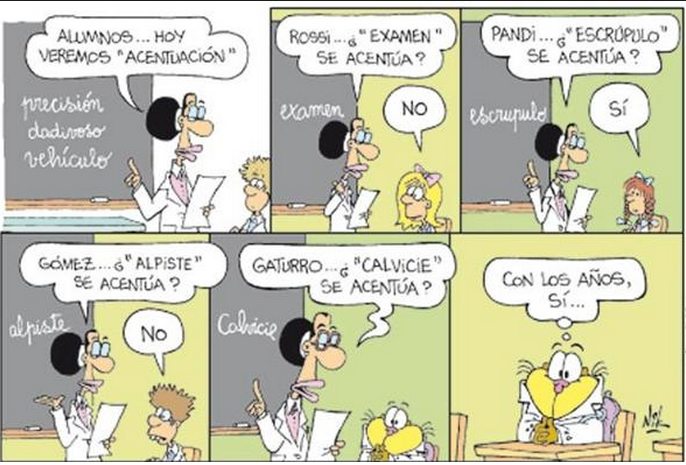 ALUMNOS... HOY
VEREMOS "ACENTUACIÓN"
precisión
dadivoso
vehículo
ROSSI... ¿"EXAMEN"
SE ACENTÚA?
examen
NO
PANDI... ¿"ESCRÚPULO"
SE ACENTÚA?
escrupulo
SÍ
GÓMEZ... ¿"ALPISTE"
SE ACENTÚA?
alpiste
NO
GATURRO... ¿"CALVICIE"
SE ACENTÚA?
Calvicie
CON LOS AÑOS,
SÍ...
NIK